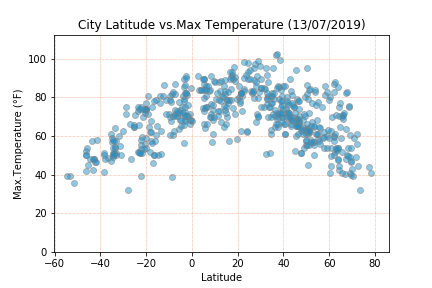 City Latitude vs.Max Temperature (13/07/2019)
Max.Temperature (°F)
100
80
60
40
20
0
−60 −40 −20 0 20 40 60 80
Latitude